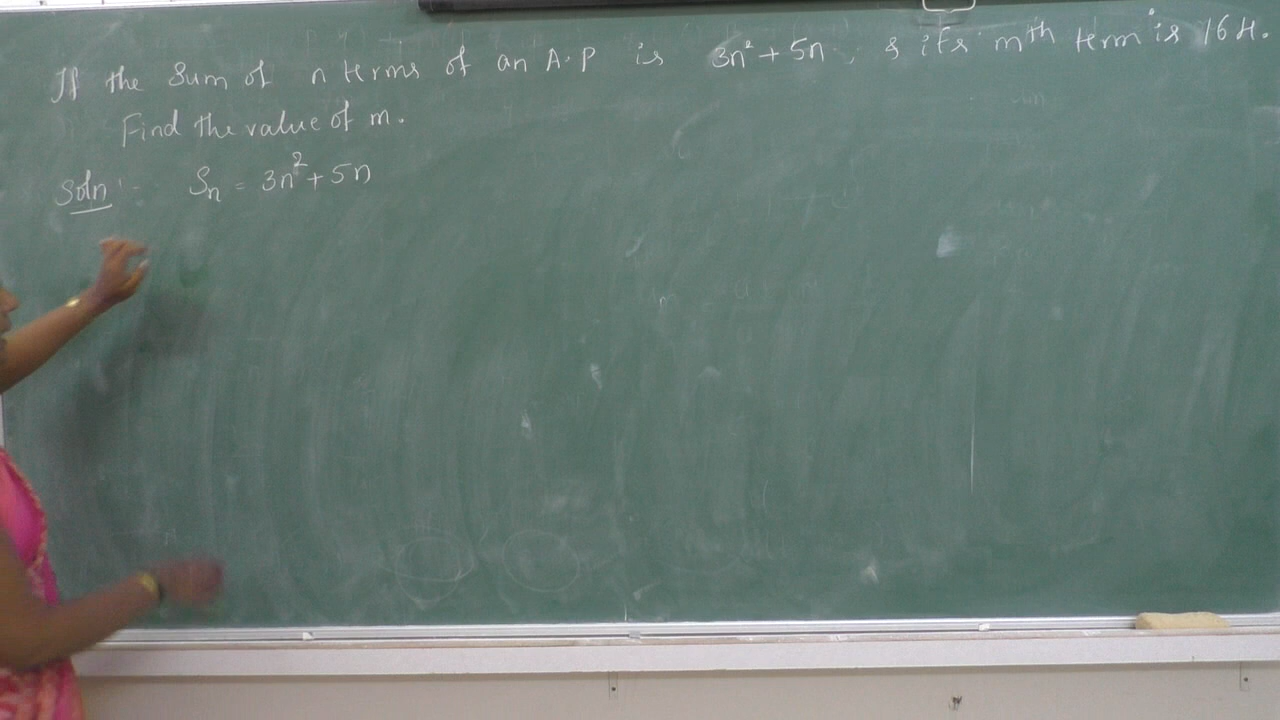 If the Sum of n terms of an A.P is 3n²+5n, & its mth term is 164.
Find the value of m.
Soln :- Sn = 3n²+5n